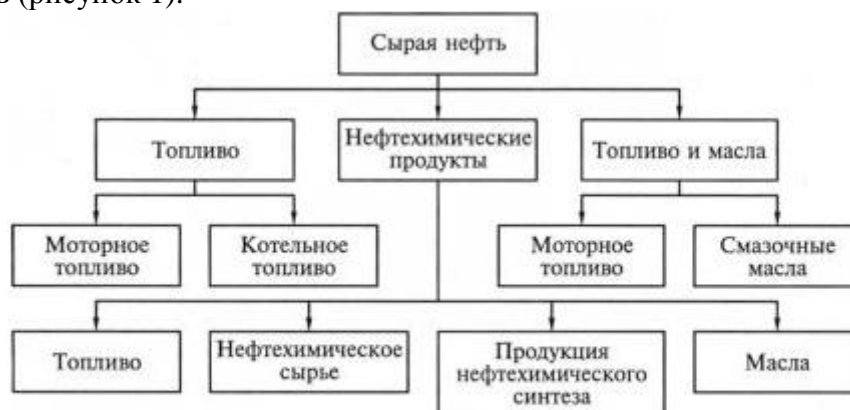 (рисунок 1).
Сырая нефть
Топливо
Нефтехимические
продукты
Топливо и масла
Моторное
топливо
Котельное
топливо
Моторное
топливо
Смазочные
масла
Топливо
Нефтехимическое
сырье
Продукция
нефтехимического
синтеза
Масла